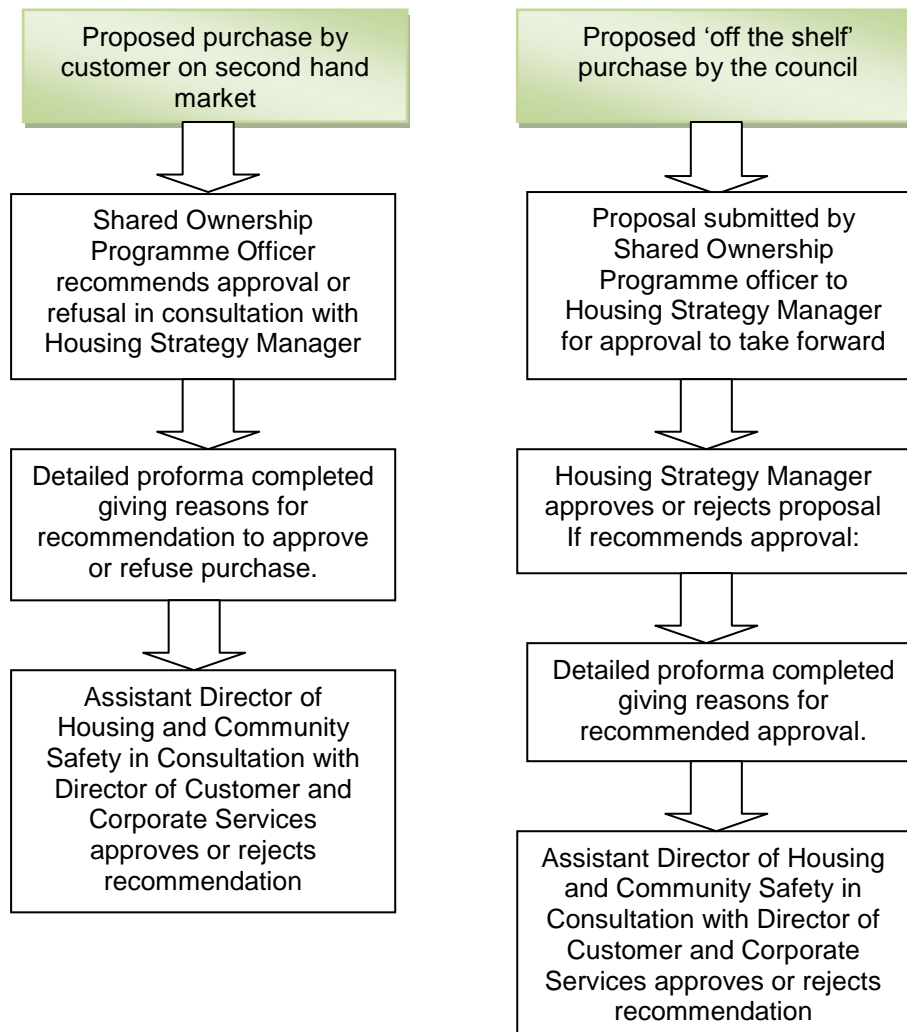 Proposed purchase by
customer on second hand
market
Shared Ownership
Programme Officer
recommends approval or
refusal in consultation with
Housing Strategy Manager
Detailed proforma completed
giving reasons for
recommendation to approve
or refuse purchase.
Assistant Director of
Housing and Community
Safety in Consultation with
Director of Customer and
Corporate Services
approves or rejects
recommendation
Proposed ‘off the shelf’
purchase by the council
Proposal submitted by
Shared Ownership
Programme officer to
Housing Strategy Manager
for approval to take forward
Housing Strategy Manager
approves or rejects proposal
If recommends approval:
Detailed proforma completed
giving reasons for
recommended approval.
Assistant Director of Housing
and Community Safety in
Consultation with Director of
Customer and Corporate
Services approves or rejects
recommendation